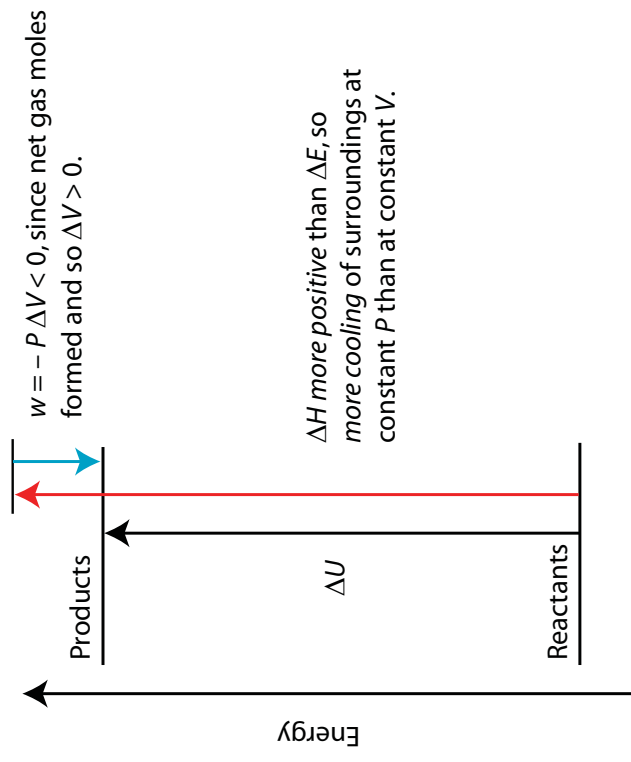 Energy
Products
ΔU
Reactants
w = – P ΔV < 0, since net gas moles
formed and so ΔV > 0.
ΔH more positive than ΔE, so
more cooling of surroundings at
constant P than at constant V.